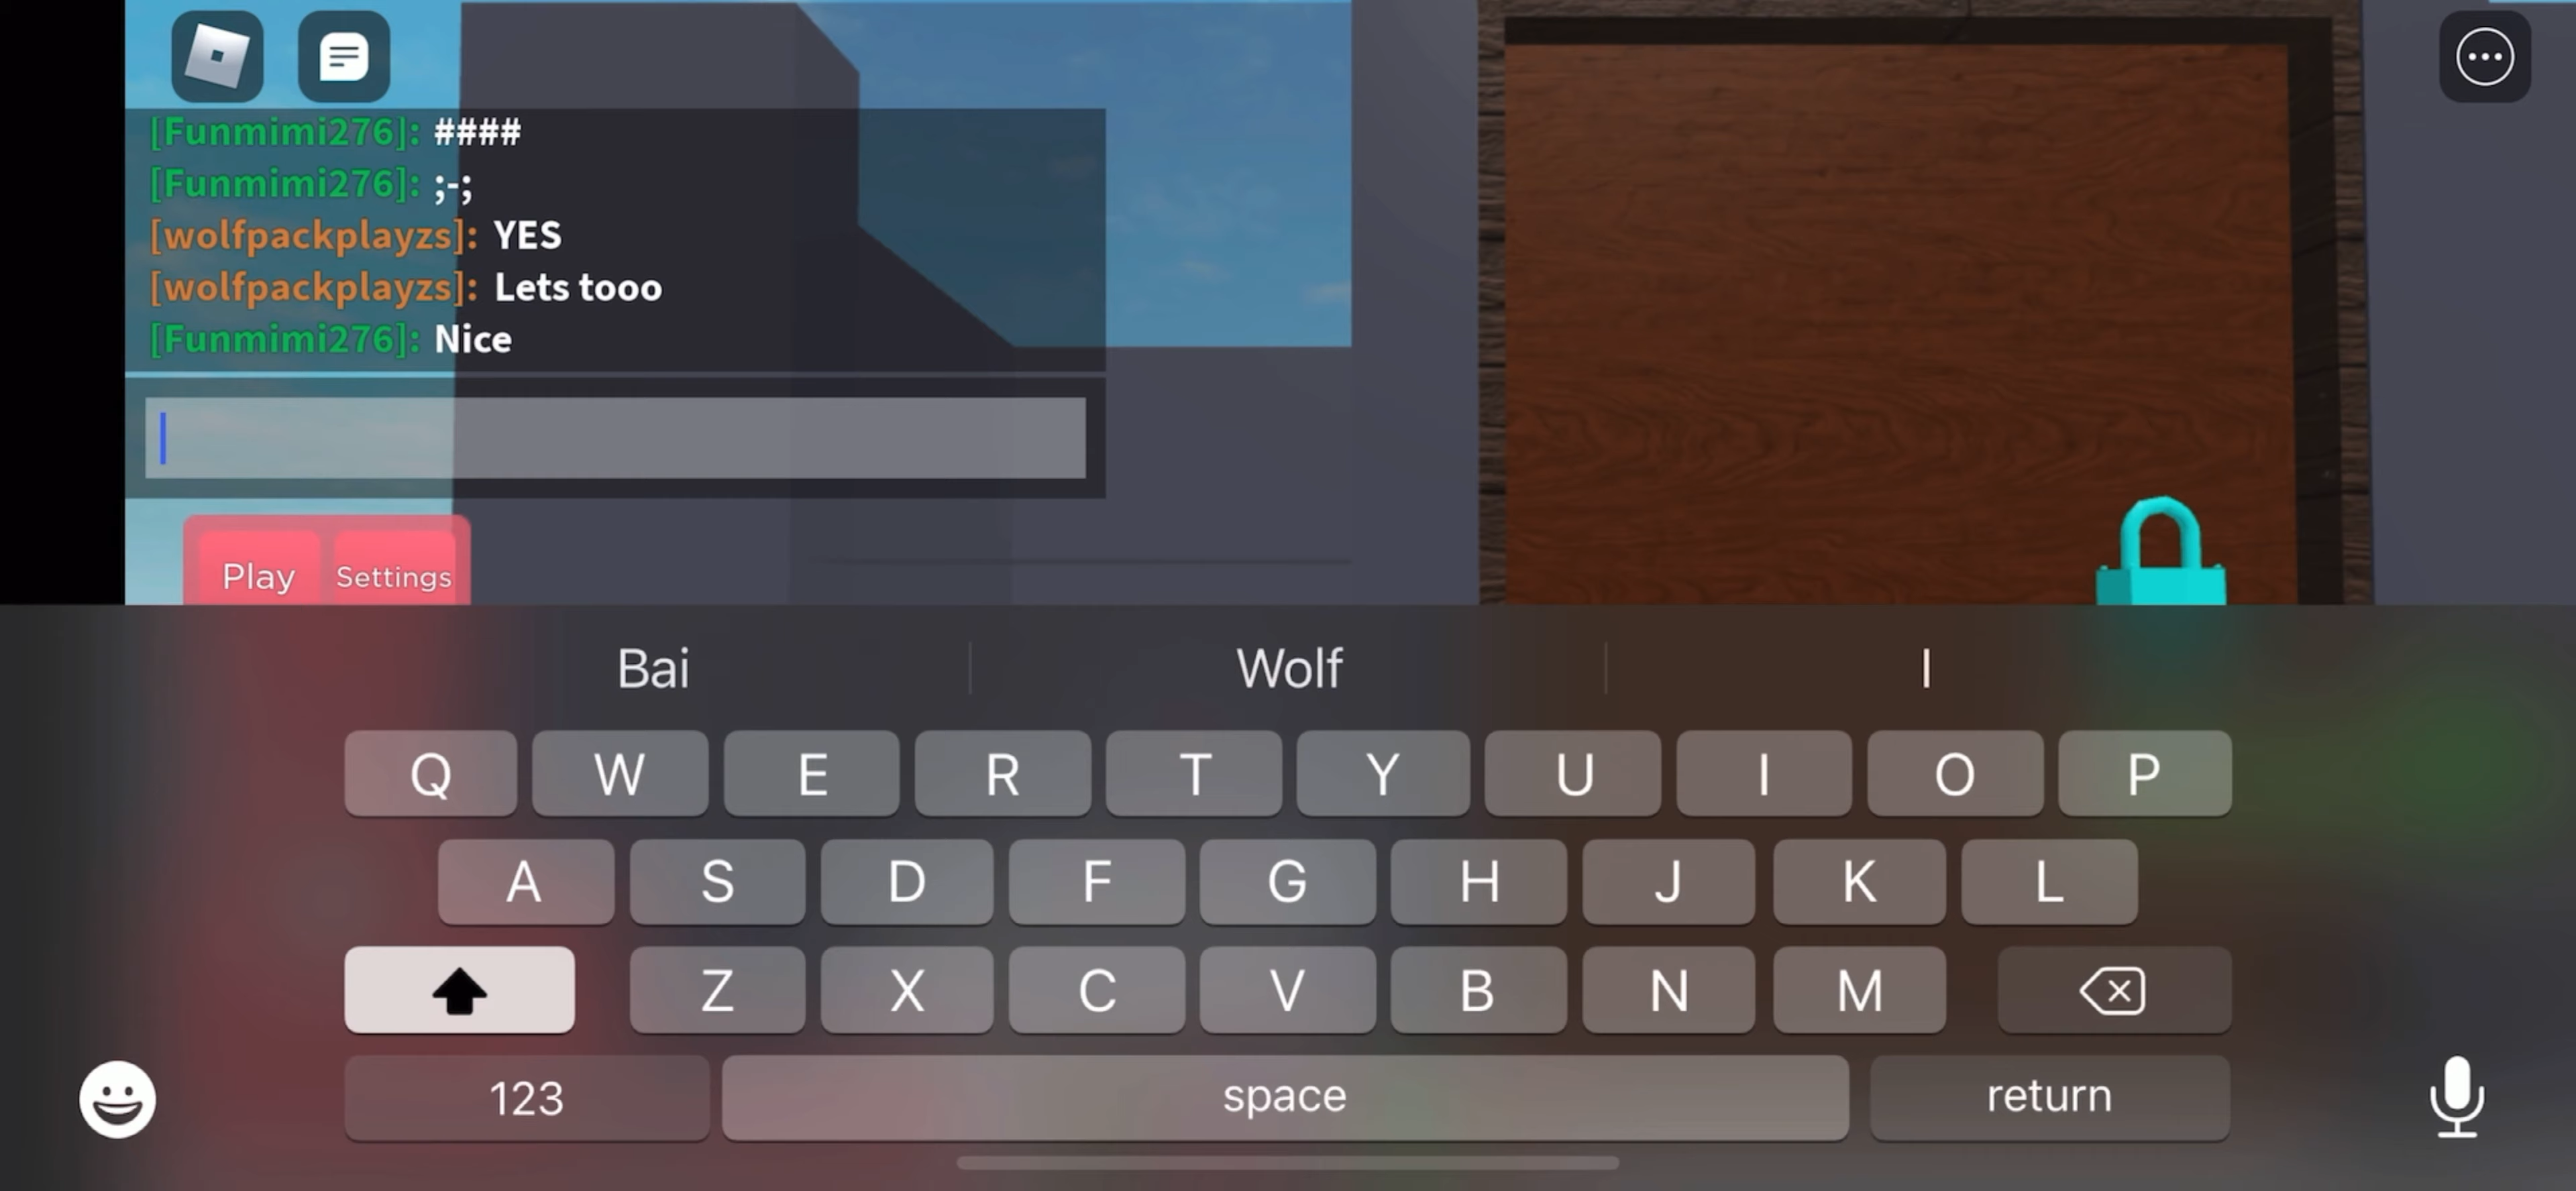 [Funmimi276]: ####
[Funmimi276]: ;-;
[wolfpackplayzs]: YES
[wolfpackplayzs]: Lets tooo
[Funmimi276]: Nice
Play Settings
Bai Wolf I
Q W E R T Y U I O P
A S D F G H J K L
Z X C V B N M
123 space return